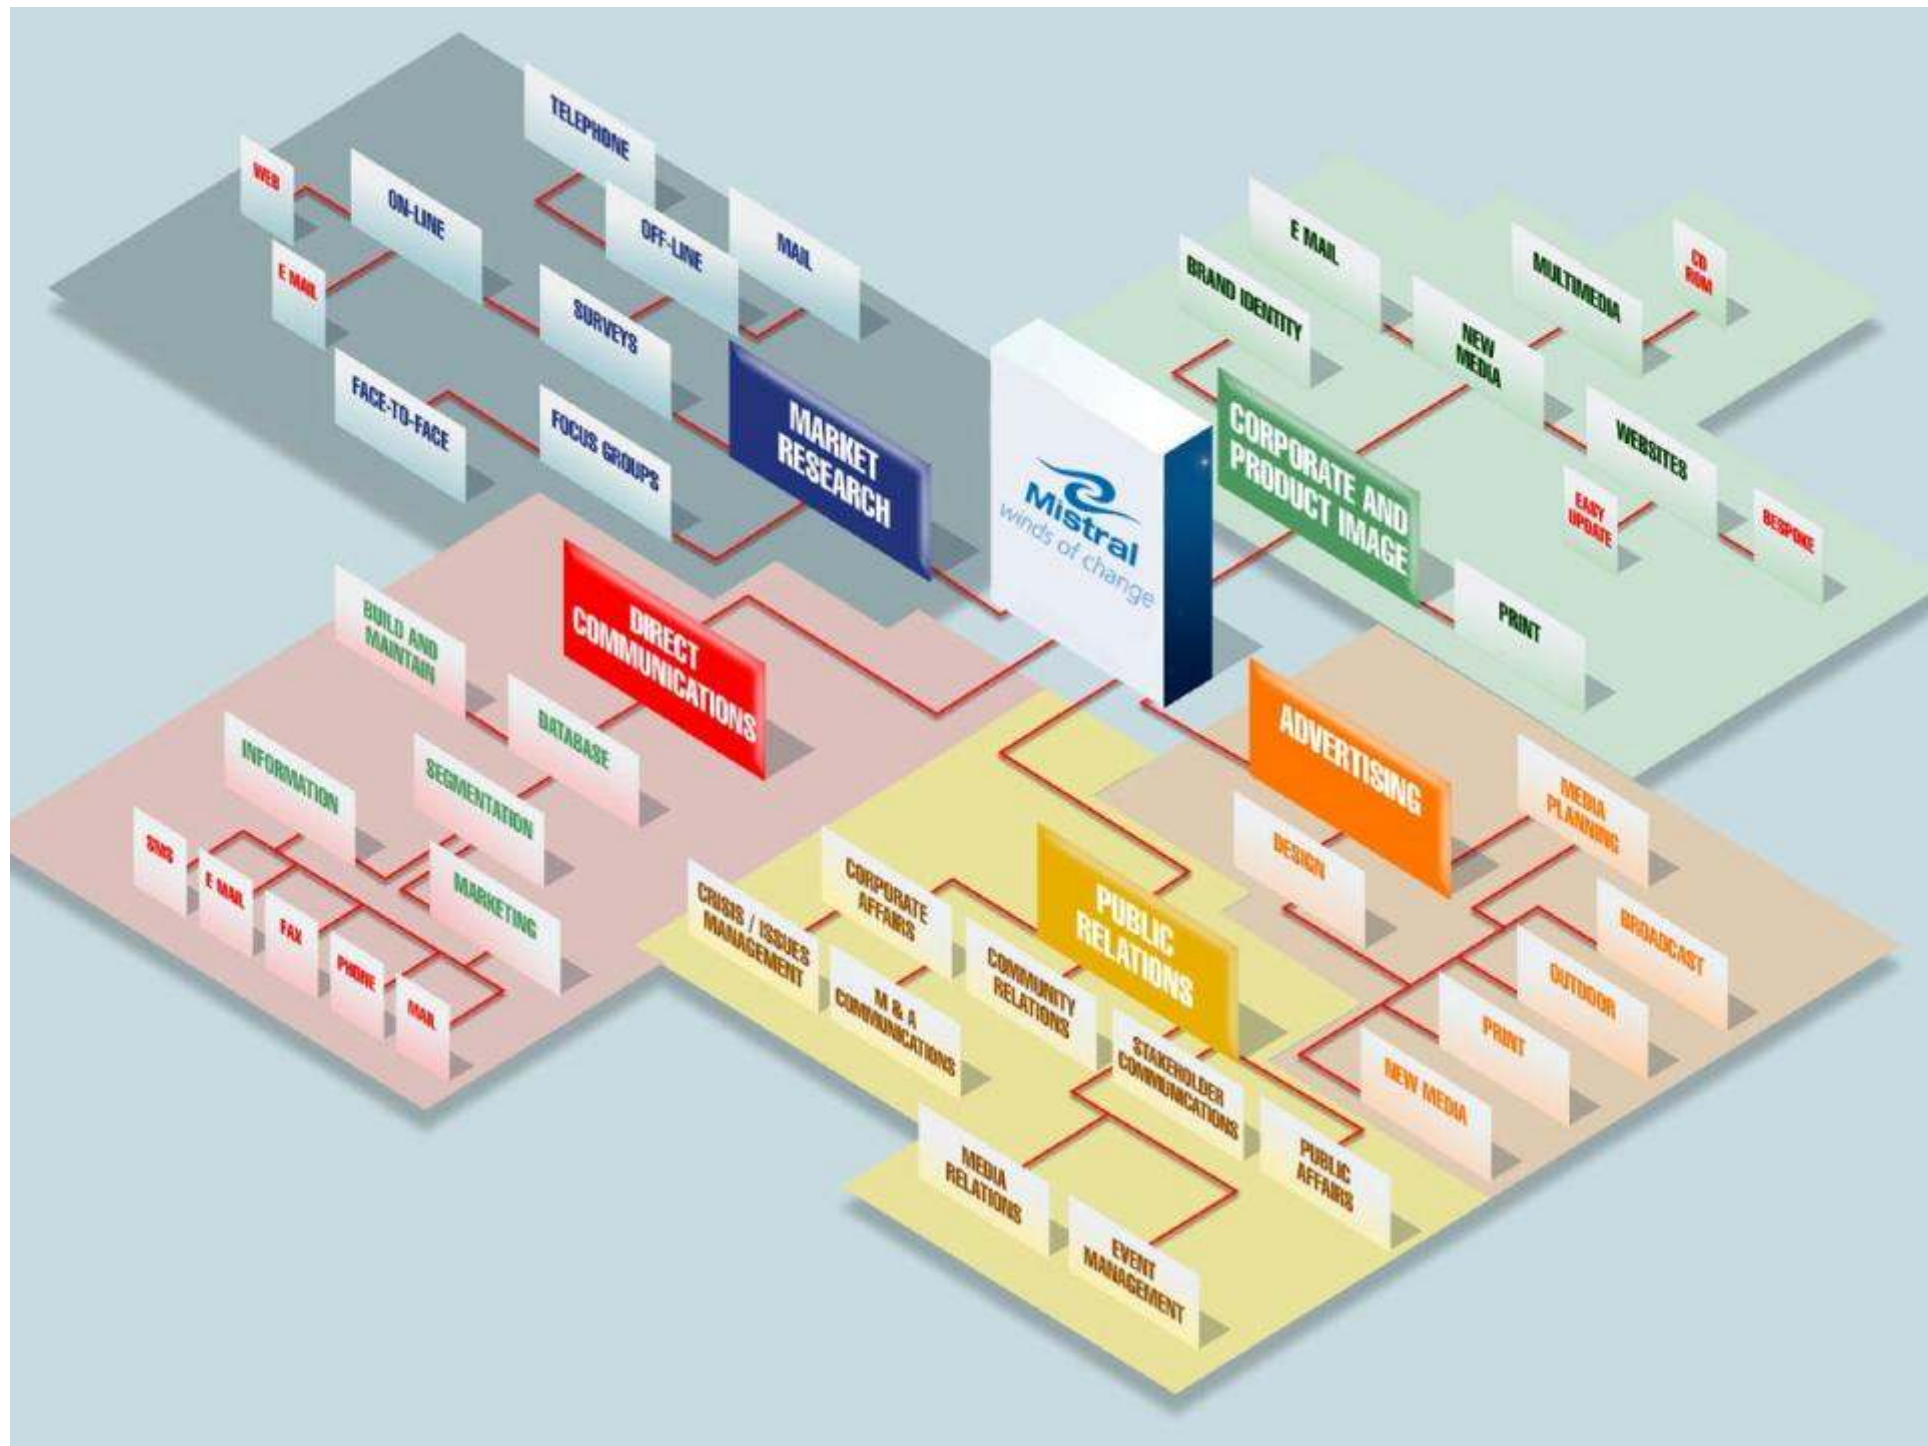 TELEPHONE
WEB
ON-LINE
OFF-LINE
MAIL
E MAIL
SURVEYS
FACE-TO-FACE
FOCUS GROUPS
MARKET
RESEARCH
Mistral
winds of change
E MAIL
BRAND IDENTITY
MULTIMEDIA
CD
ROM
NEW
MEDIA
CORPORATE AND
PRODUCT IMAGE
WEBSITES
EASY
UPDATE
BESPOKE
PRINT
DIRECT
COMMUNICATIONS
BUILD AND
MAINTAIN
DATABASE
INFORMATION
SEGMENTATION
MARKETING
SMS
E MAIL
FAX
PHONE
MAIL
ADVERTISING
MEDIA
PLANNING
DESIGN
BROADCAST
OUTDOOR
PRINT
NEW MEDIA
PUBLIC
RELATIONS
CORPORATE
AFFAIRS
CRISIS / ISSUES
MANAGEMENT
COMMUNITY
RELATIONS
M & A
COMMUNICATIONS
STAKEHOLDER
COMMUNICATIONS
PUBLIC
AFFAIRS
MEDIA
RELATIONS
EVENT
MANAGEMENT